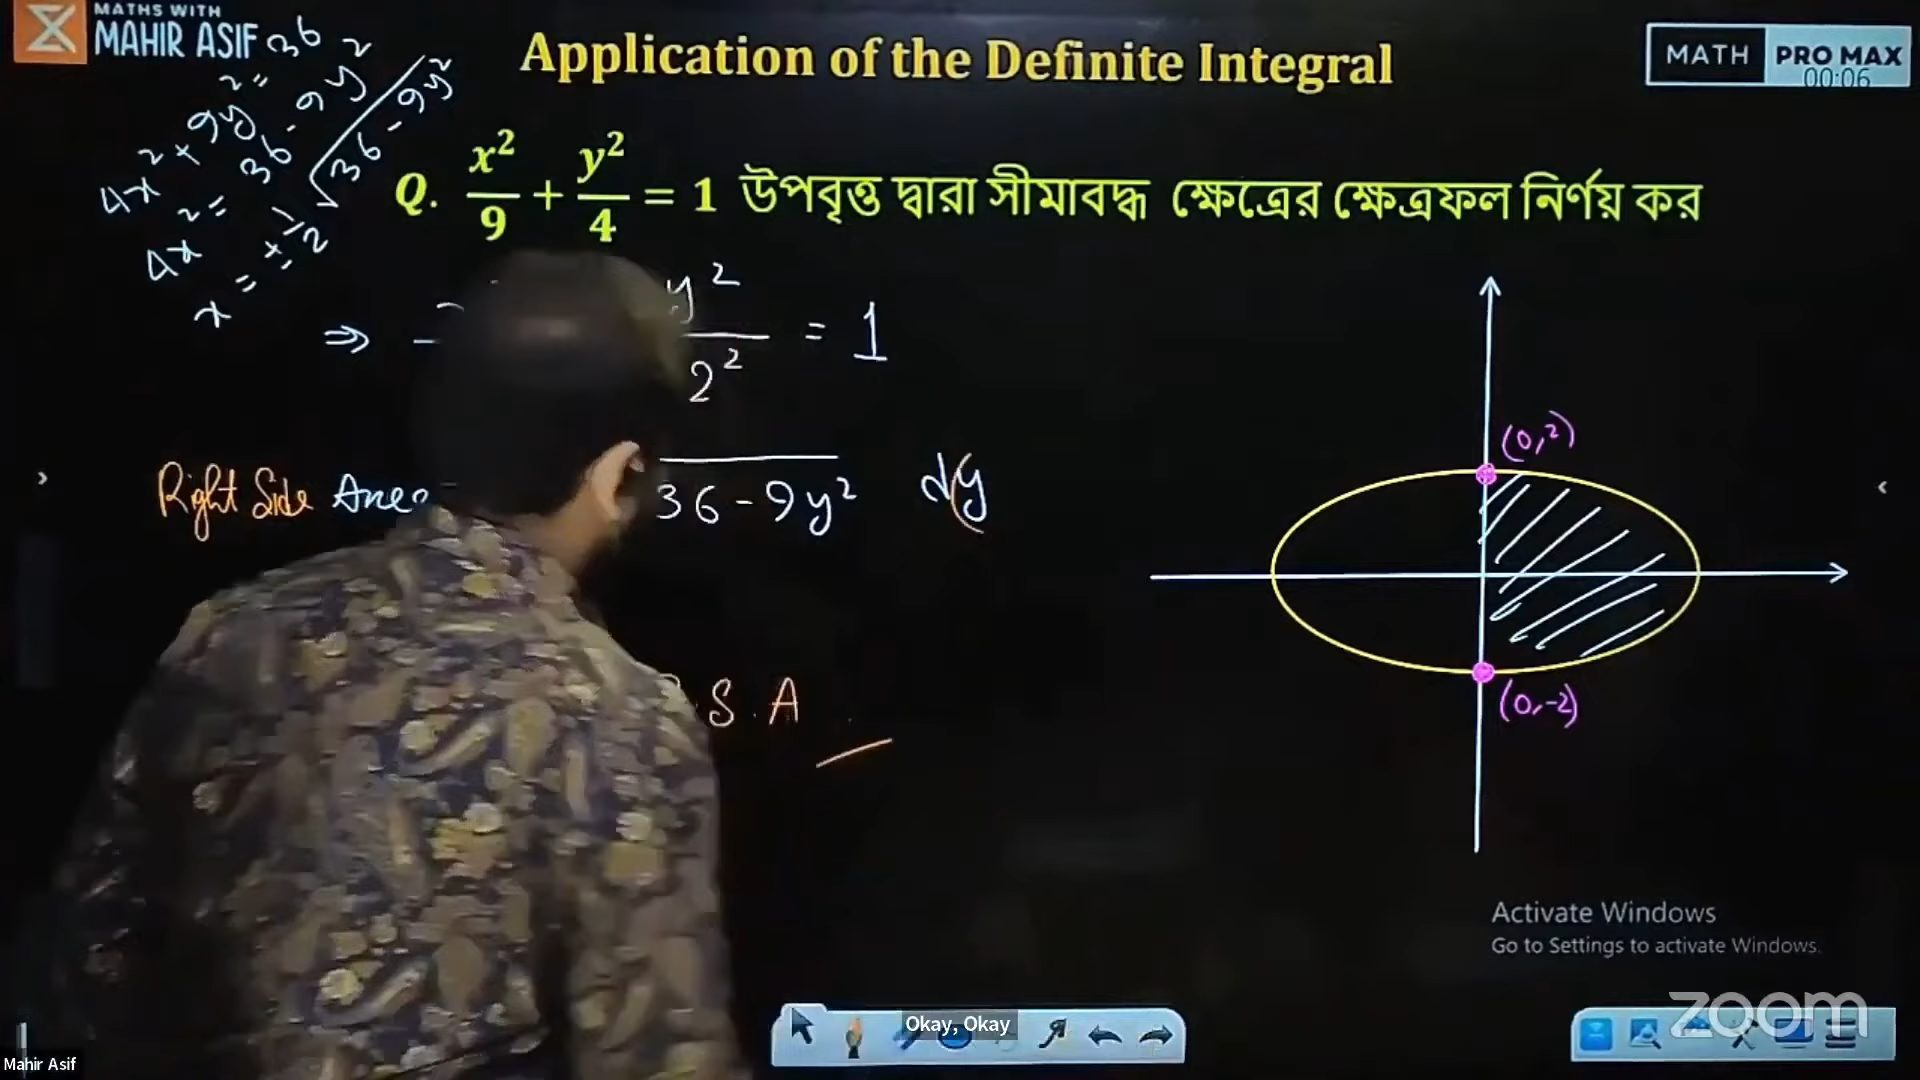 MATHS WITH
MAHIR ASIF
Application of the Definite Integral
MATH PRO MAX
00:06
4x² + 9y² = 36
4x² = 36 - 9y²
x = ± 1/2 √36 - 9y²
Q. x²/9 + y²/4 = 1 উপবৃত্ত দ্বারা সীমাবদ্ধ ক্ষেত্রের ক্ষেত্রফল নির্ণয় কর
⇒ y²/2² = 1
(0,2)
Right Side Area 36 - 9y² dy
S. A
(0,-2)
Activate Windows
Go to Settings to activate Windows.
zoom
Okay, Okay
Mahir Asif